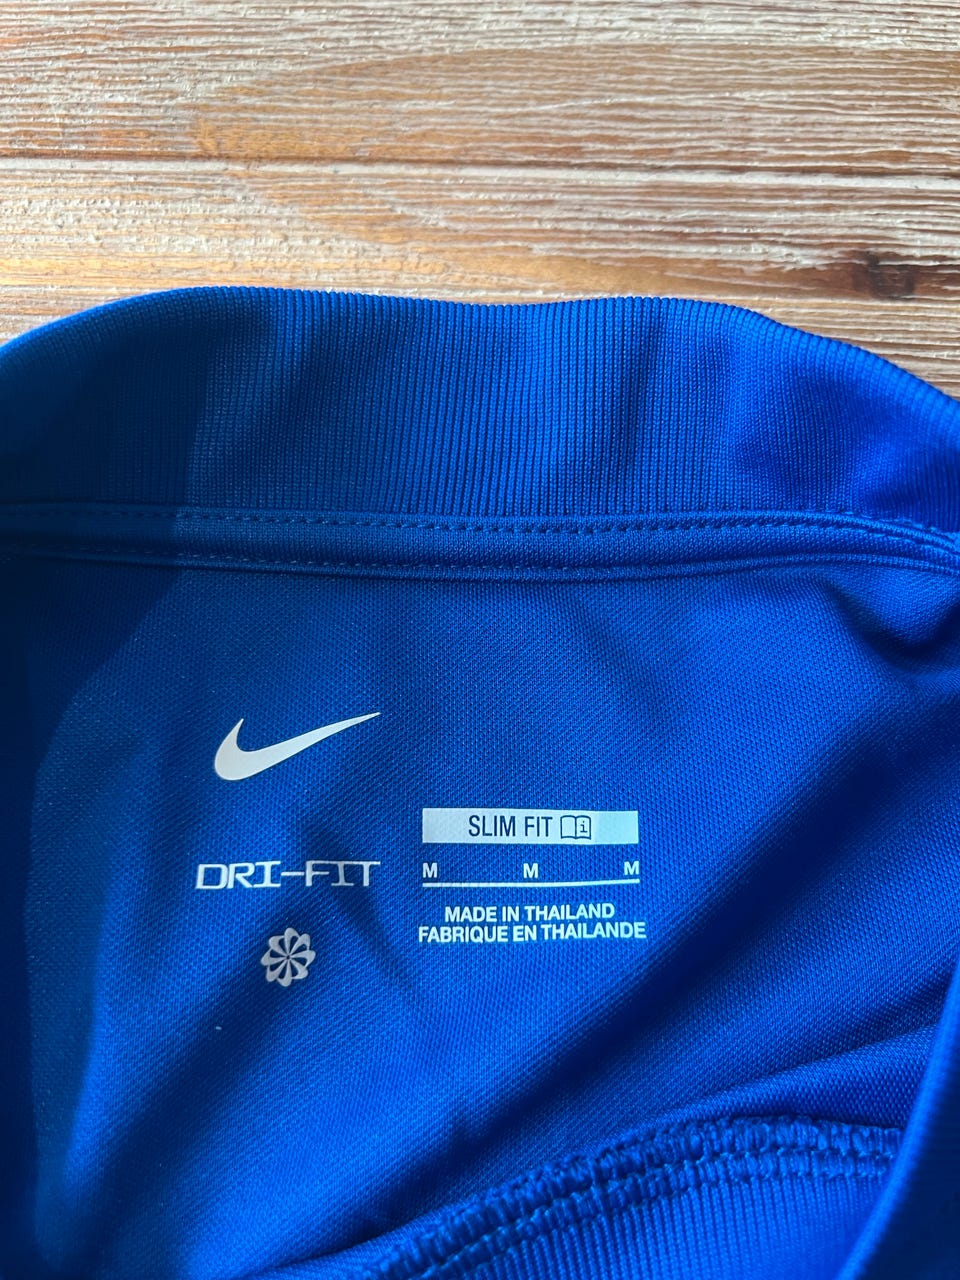 DRI-FIT
SLIM FIT
M M M
MADE IN THAILAND
FABRIQUE EN THAILANDE